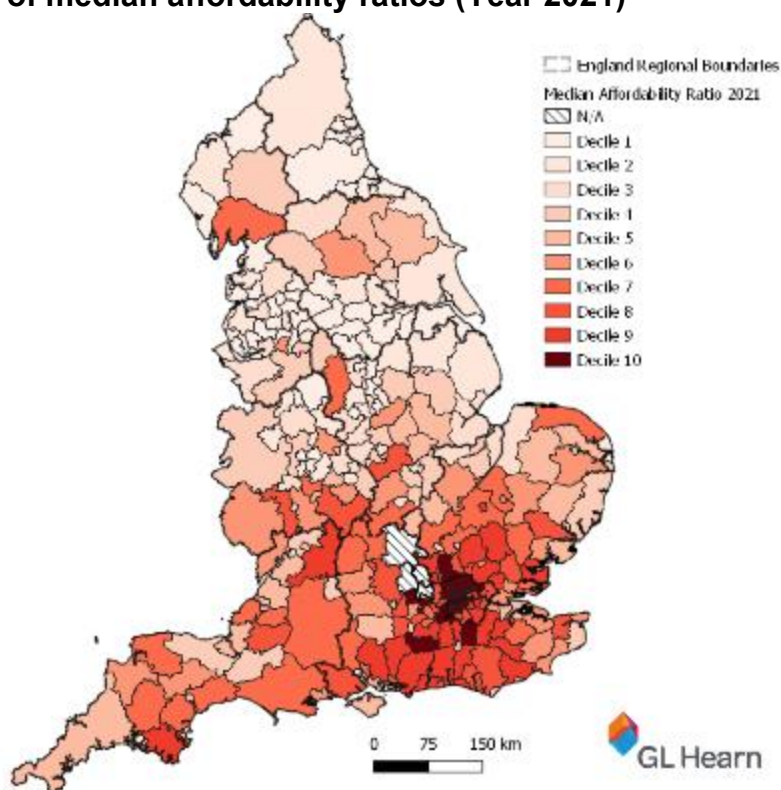 of median affordability ratios (Year 2021)
England Regional Boundaries
Median Affordability Ratio 2021
N/A
Decile 1
Decile 2
Decile 3
Decile 4
Decile 5
Decile 6
Decile 7
Decile 8
Decile 9
Decile 10
0 75 150 km
GL Hearn